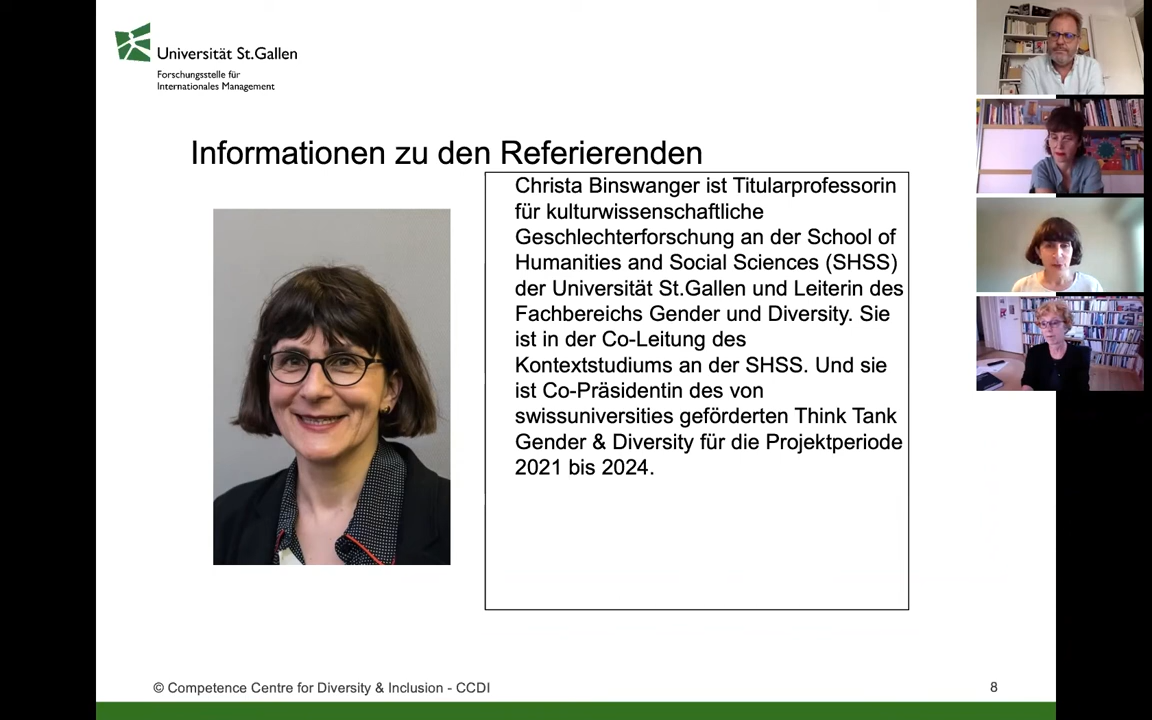 Universität St.Gallen
Forschungsstelle für
Internationales Management
Informationen zu den Referierenden
Christa Binswanger ist Titularprofessorin
für kulturwissenschaftliche
Geschlechterforschung an der School of
Humanities and Social Sciences (SHSS)
der Universität St.Gallen und Leiterin des
Fachbereichs Gender und Diversity. Sie
ist in der Co-Leitung des
Kontextstudiums an der SHSS. Und sie
ist Co-Präsidentin des von
swissuniversities geförderten Think Tank
Gender & Diversity für die Projektperiode
2021 bis 2024.
© Competence Centre for Diversity & Inclusion - CCDI
8